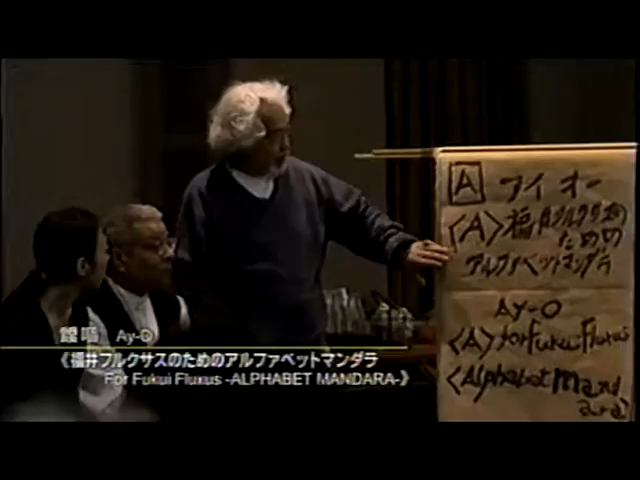 A アイオー
〈A〉福井フルクサスの
ための
アルファベットマンダラ
Ay-O
〈A〉for fukui Fluxus
〈Alphabet Mand
ara〉
靉嘔 Ay-O
《福井フルクサスのためのアルファベットマンダラ
For Fukui Fluxus -ALPHABET MANDARA-》